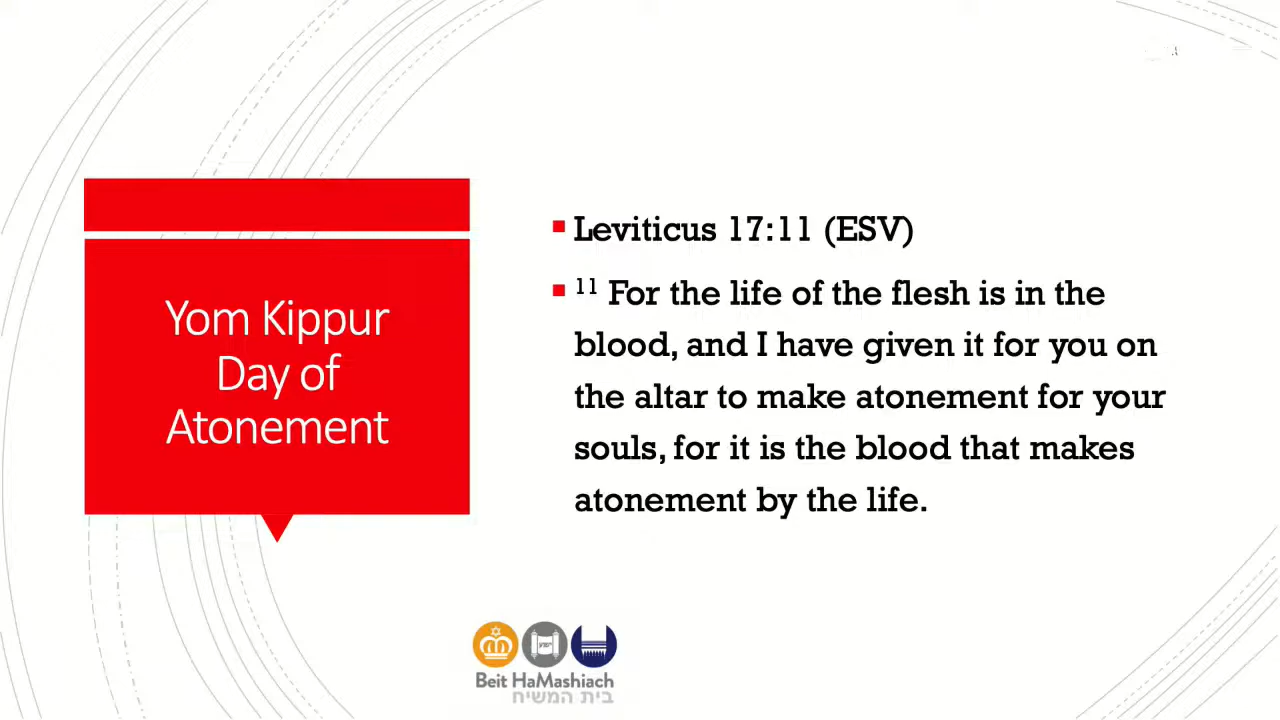 Yom Kippur
Day of
Atonement
Leviticus 17:11 (ESV)
11 For the life of the flesh is in the
blood, and I have given it for you on
the altar to make atonement for your
souls, for it is the blood that makes
atonement by the life.
Beit HaMashiach
בית המשיח